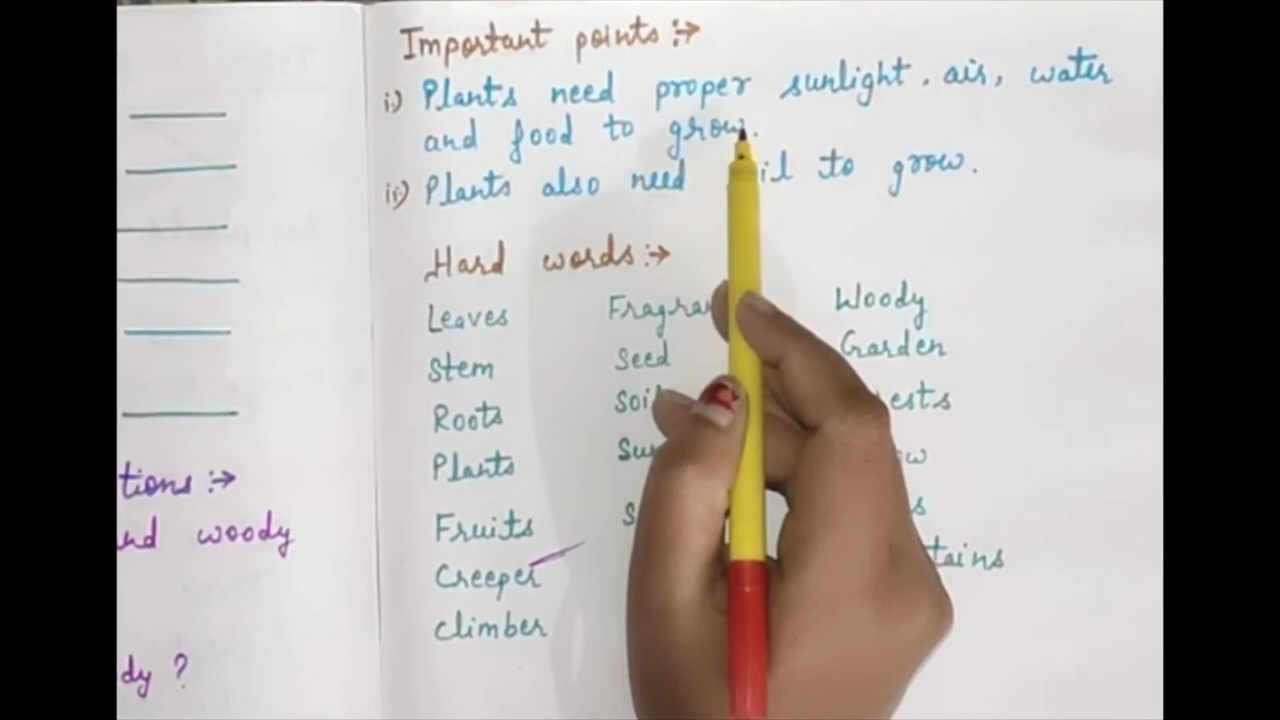 tions :→
nd woody
dy ?
Important points :→
i.) Plants need proper sunlight, air, water
and food to grow.
ii.) Plants also need to grow.
Hard words :→
Leaves Woody
Stem Seed Garden
Roots
Plants
Fruits
Creeper tains
Climber